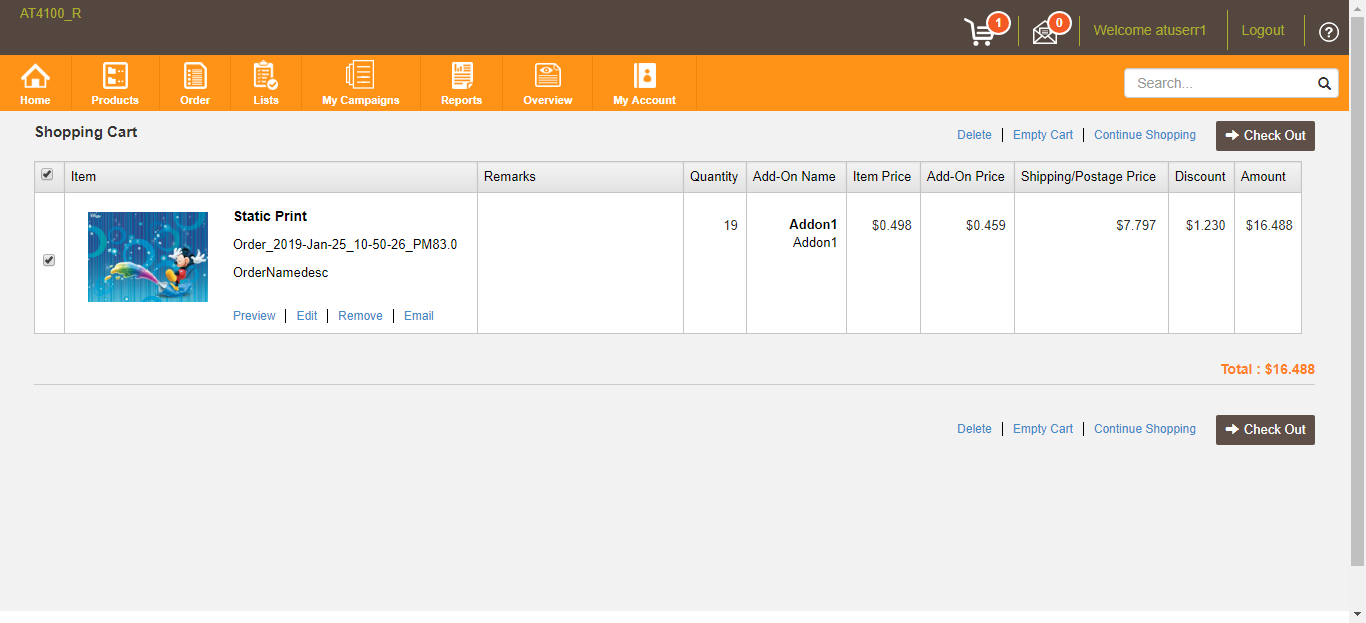 AT4100_R
1
0
Welcome atuserr1
Logout
?
Home
Products
Order
Lists
My Campaigns
Reports
Overview
My Account
Search...
Shopping Cart
Delete
Empty Cart
Continue Shopping
Check Out
Item
Remarks
Quantity
Add-On Name
Item Price
Add-On Price
Shipping/Postage Price
Discount
Amount
Static Print
Order_2019-Jan-25_10-50-26_PM83.0
OrderNamedesc
Preview
Edit
Remove
Email
19
Addon1
Addon1
$0.498
$0.459
$7.797
$1.230
$16.488
Total : $16.488
Delete
Empty Cart
Continue Shopping
Check Out